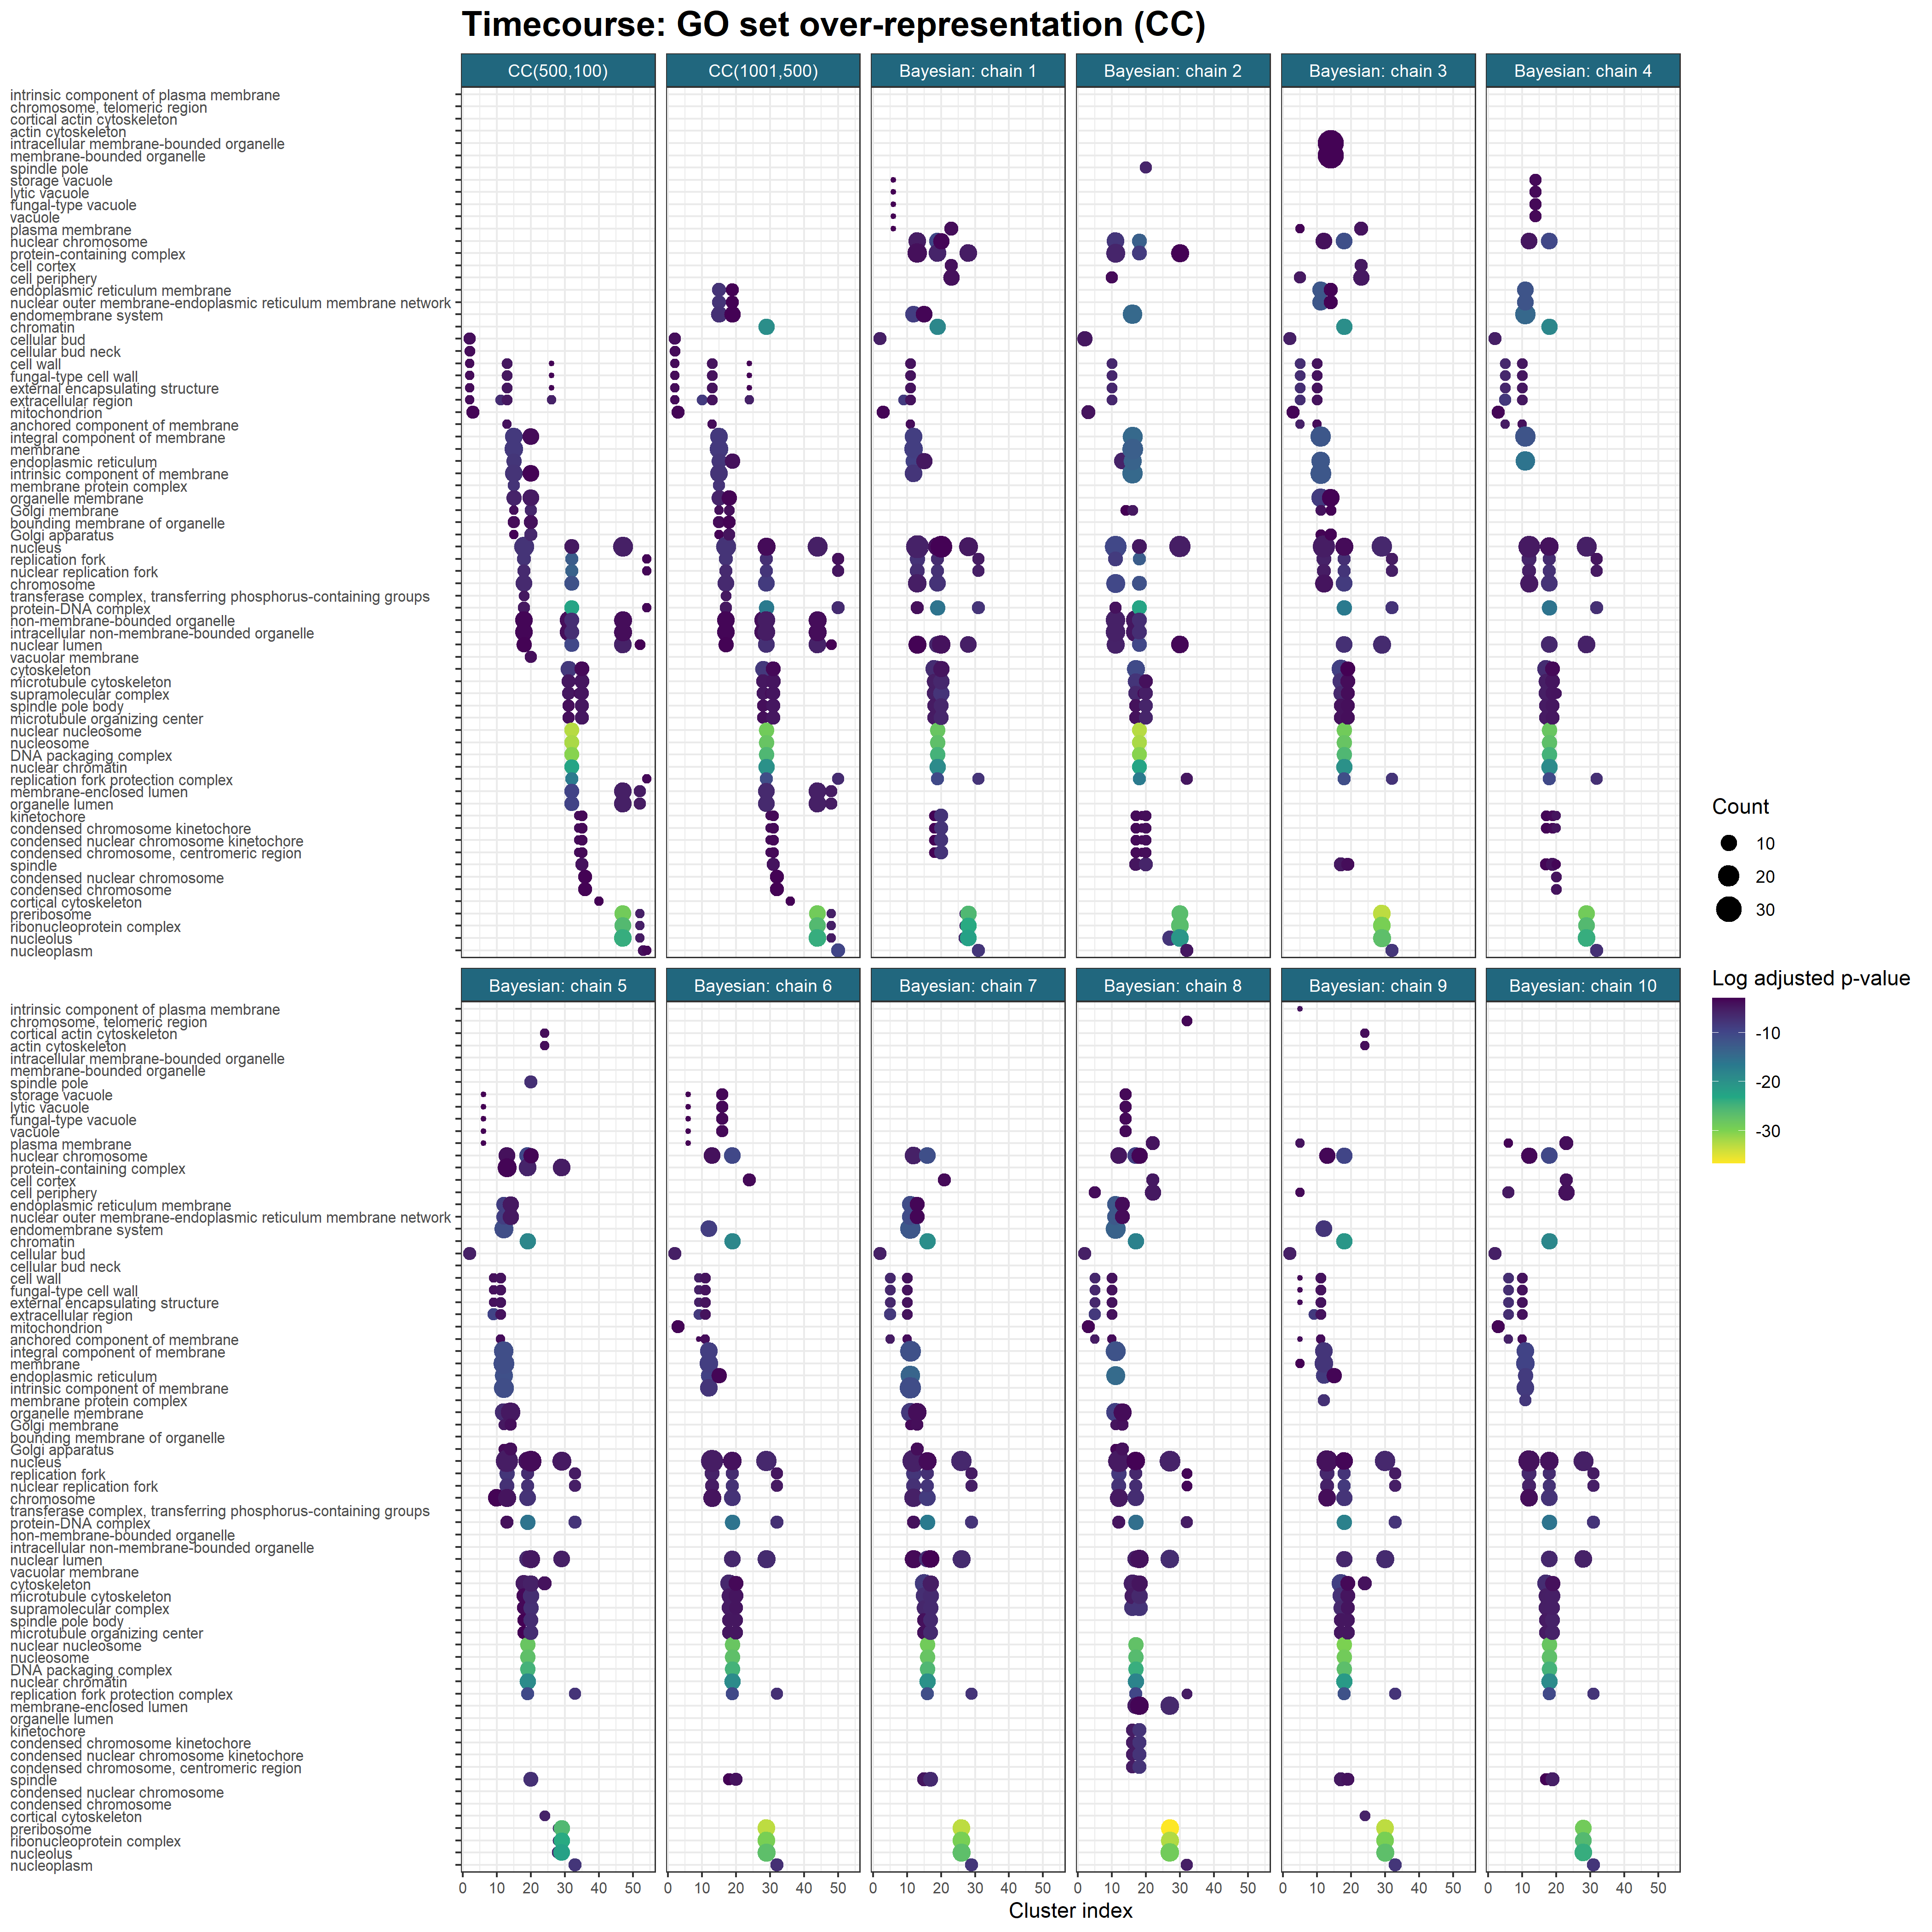 Timecourse: GO set over-representation (CC)
CC(500,100)
CC(1001,500)
Bayesian: chain 1
Bayesian: chain 2
Bayesian: chain 3
Bayesian: chain 4
intrinsic component of plasma membrane
chromosome, telomeric region
cortical actin cytoskeleton
actin cytoskeleton
intracellular membrane-bounded organelle
membrane-bounded organelle
spindle pole
storage vacuole
lytic vacuole
fungal-type vacuole
vacuole
plasma membrane
nuclear chromosome
protein-containing complex
cell cortex
cell periphery
endoplasmic reticulum membrane
nuclear outer membrane-endoplasmic reticulum membrane network
endomembrane system
chromatin
cellular bud
cellular bud neck
cell wall
fungal-type cell wall
external encapsulating structure
extracellular region
mitochondrion
anchored component of membrane
integral component of membrane
membrane
endoplasmic reticulum
intrinsic component of membrane
membrane protein complex
organelle membrane
Golgi membrane
bounding membrane of organelle
Golgi apparatus
nucleus
replication fork
nuclear replication fork
chromosome
transferase complex, transferring phosphorus-containing groups
protein-DNA complex
non-membrane-bounded organelle
intracellular non-membrane-bounded organelle
nuclear lumen
vacuolar membrane
cytoskeleton
microtubule cytoskeleton
supramolecular complex
spindle pole body
microtubule organizing center
nuclear nucleosome
nucleosome
DNA packaging complex
nuclear chromatin
replication fork protection complex
membrane-enclosed lumen
organelle lumen
kinetochore
condensed chromosome kinetochore
condensed nuclear chromosome kinetochore
condensed chromosome, centromeric region
spindle
condensed nuclear chromosome
condensed chromosome
cortical cytoskeleton
preribosome
ribonucleoprotein complex
nucleolus
nucleoplasm
Bayesian: chain 5
Bayesian: chain 6
Bayesian: chain 7
Bayesian: chain 8
Bayesian: chain 9
Bayesian: chain 10
intrinsic component of plasma membrane
chromosome, telomeric region
cortical actin cytoskeleton
actin cytoskeleton
intracellular membrane-bounded organelle
membrane-bounded organelle
spindle pole
storage vacuole
lytic vacuole
fungal-type vacuole
vacuole
plasma membrane
nuclear chromosome
protein-containing complex
cell cortex
cell periphery
endoplasmic reticulum membrane
nuclear outer membrane-endoplasmic reticulum membrane network
endomembrane system
chromatin
cellular bud
cellular bud neck
cell wall
fungal-type cell wall
external encapsulating structure
extracellular region
mitochondrion
anchored component of membrane
integral component of membrane
membrane
endoplasmic reticulum
intrinsic component of membrane
membrane protein complex
organelle membrane
Golgi membrane
bounding membrane of organelle
Golgi apparatus
nucleus
replication fork
nuclear replication fork
chromosome
transferase complex, transferring phosphorus-containing groups
protein-DNA complex
non-membrane-bounded organelle
intracellular non-membrane-bounded organelle
nuclear lumen
vacuolar membrane
cytoskeleton
microtubule cytoskeleton
supramolecular complex
spindle pole body
microtubule organizing center
nuclear nucleosome
nucleosome
DNA packaging complex
nuclear chromatin
replication fork protection complex
membrane-enclosed lumen
organelle lumen
kinetochore
condensed chromosome kinetochore
condensed nuclear chromosome kinetochore
condensed chromosome, centromeric region
spindle
condensed nuclear chromosome
condensed chromosome
cortical cytoskeleton
preribosome
ribonucleoprotein complex
nucleolus
nucleoplasm
0 10 20 30 40 50
0 10 20 30 40 50
0 10 20 30 40 50
0 10 20 30 40 50
0 10 20 30 40 50
0 10 20 30 40 50
Cluster index
Count
10
20
30
Log adjusted p-value
-10
-20
-30